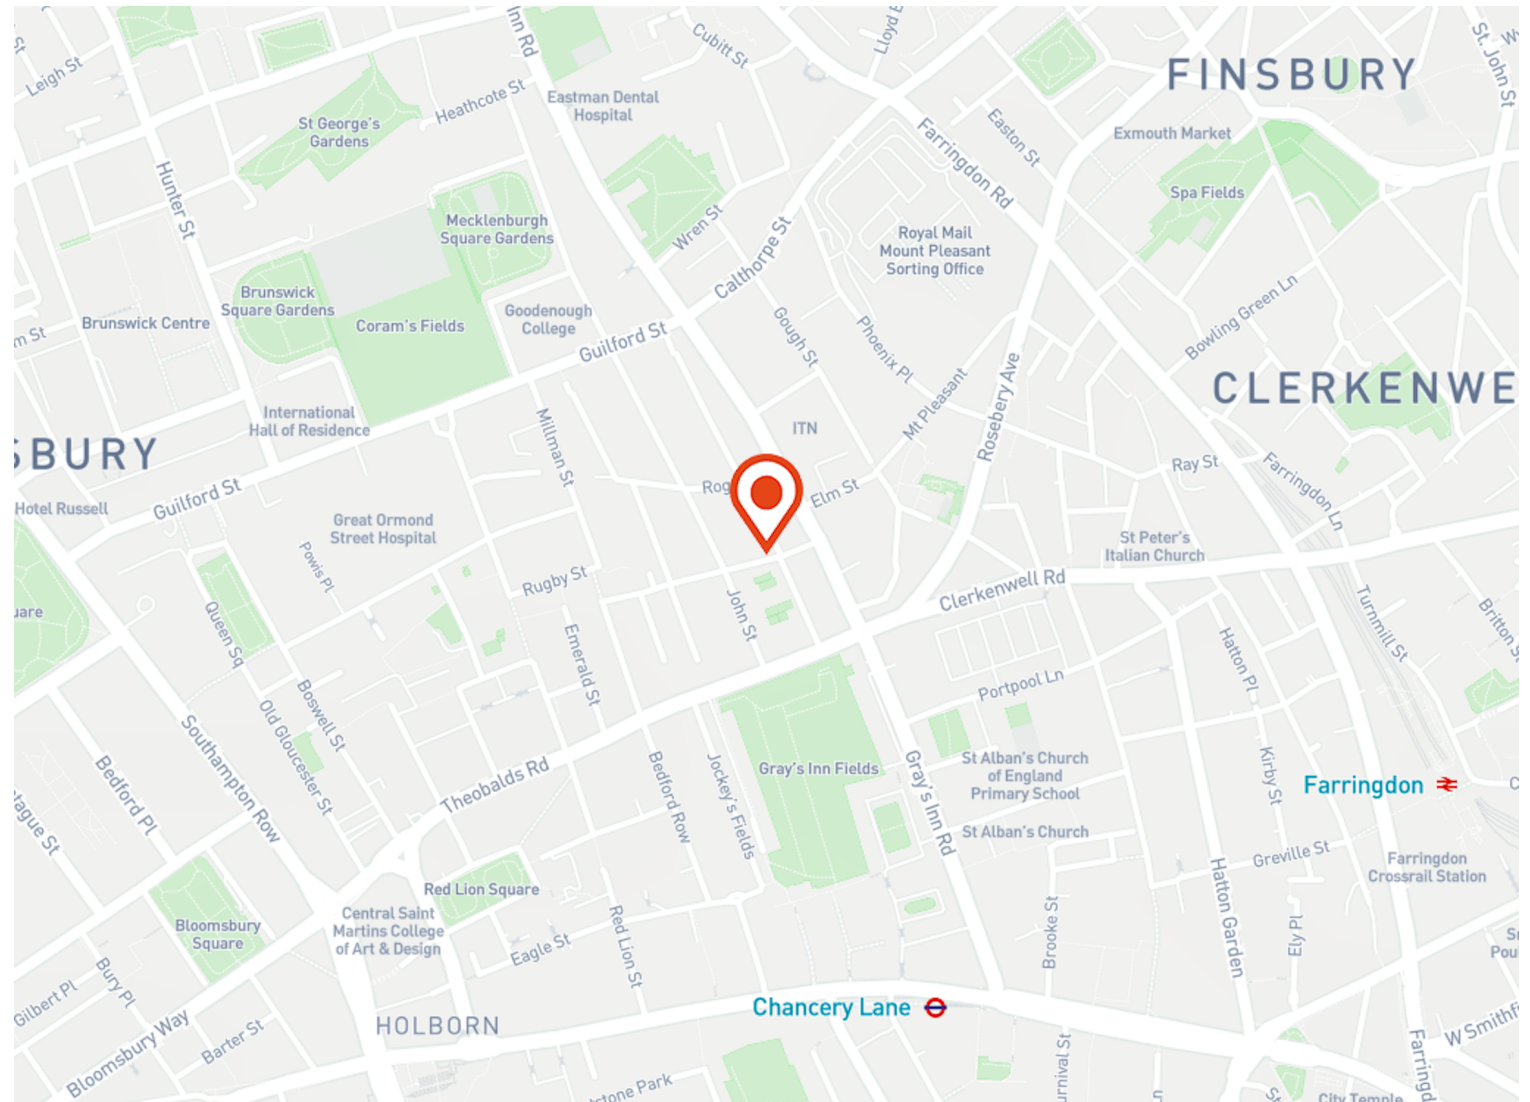 Inn Rd
Cubitt St
FINSBURY
St. John St
Leigh St
Heathcote St
Eastman Dental
Hospital
St George's
Gardens
Farringdon Rd
Easton St
Exmouth Market
Hunter St
Spa Fields
Mecklenburgh
Square Gardens
Wren St
Calthorpe St
Royal Mail
Mount Pleasant
Sorting Office
Brunswick
Square Gardens
Brunswick Centre
Coram's Fields
Goodenough
College
Guilford St
Gough St
Phoenix Pl
Bowling Green Ln
Rosebery Ave
Mt Pleasant
CLERKENWE
International
Hall of Residence
Millman St
ITN
SBURY
Ray St
Farringdon Ln
Guilford St
Elm St
Hotel Russell
Great Ormond
Street Hospital
St Peter's
Italian Church
Powis Pl
Rugby St
Clerkenwell Rd
John St
Queen Sq
Turnmill St
Hatton Pl
Emerald St
Portpool Ln
Boswell St
Old Gloucester St
Southampton Row
Bedford Pl
Theobalds Rd
Bedford Row
Jockey's Fields
Gray's Inn Fields
Gray's Inn Rd
St Alban's Church
of England
Primary School
Kirby St
Farringdon
St Alban's Church
Greville St
Farringdon
Crossrail Station
Hatton Garden
Red Lion Square
Bloomsbury
Square
Central Saint
Martins College
of Art & Design
Eagle St
Red Lion St
Brooke St
Ely Pl
Gilbert Pl
Bury Pl
Chancery Lane
HOLBORN
Bloomsbury Way
Barter St
City Temple